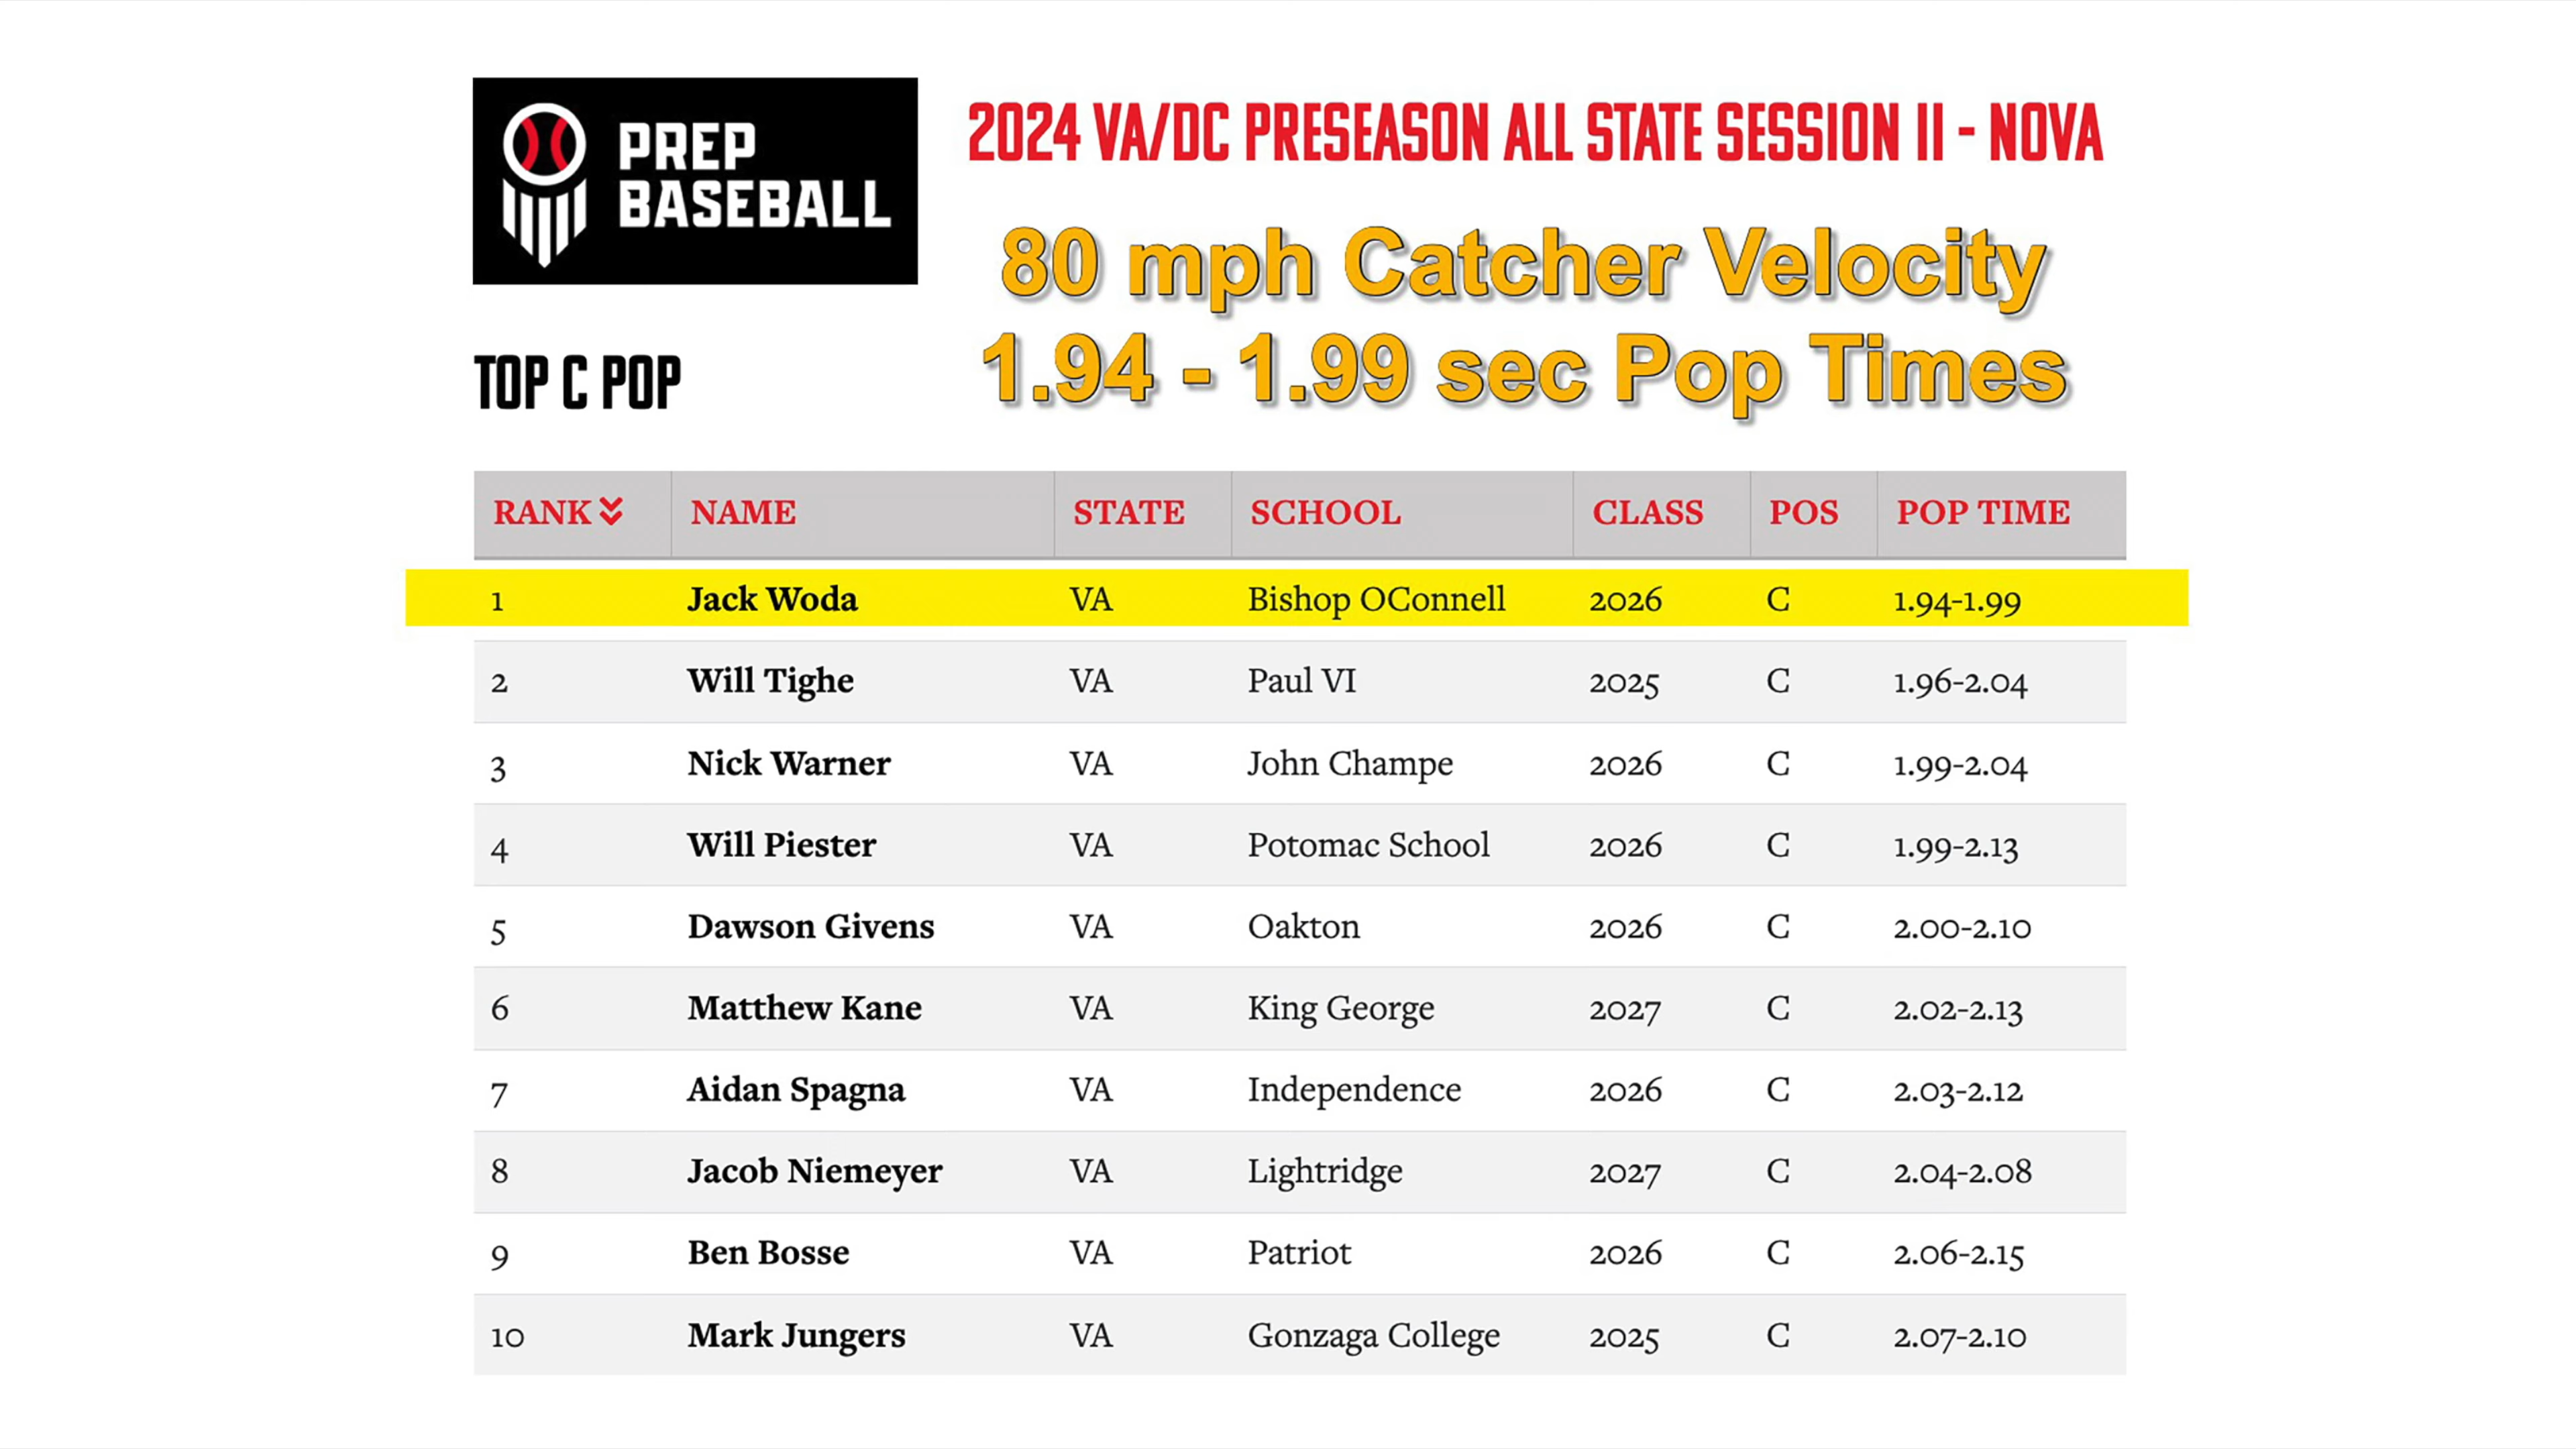 PREP
BASEBALL
2024 VA/DC PRESEASON ALL STATE SESSION II - NOVA
80 mph Catcher Velocity
1.94 - 1.99 sec Pop Times
TOP C POP
RANK NAME STATE SCHOOL CLASS POS POP TIME
1 Jack Woda VA Bishop OConnell 2026 C 1.94-1.99
2 Will Tighe VA Paul VI 2025 C 1.96-2.04
3 Nick Warner VA John Champe 2026 C 1.99-2.04
4 Will Piester VA Potomac School 2026 C 1.99-2.13
5 Dawson Givens VA Oakton 2026 C 2.00-2.10
6 Matthew Kane VA King George 2027 C 2.02-2.13
7 Aidan Spagna VA Independence 2026 C 2.03-2.12
8 Jacob Niemeyer VA Lightridge 2027 C 2.04-2.08
9 Ben Bosse VA Patriot 2026 C 2.06-2.15
10 Mark Jungers VA Gonzaga College 2025 C 2.07-2.10